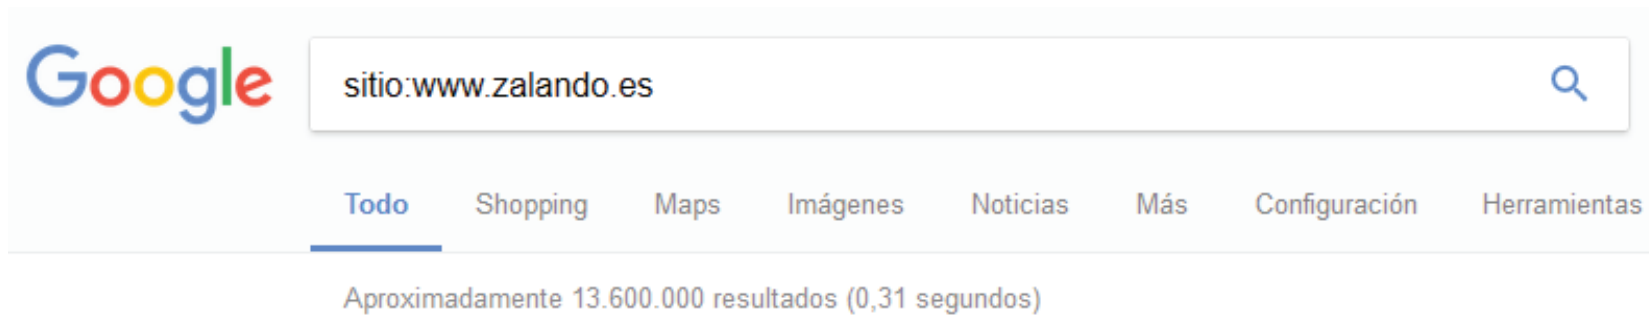 Google sitio:www.zalando.es
Todo Shopping Maps Imágenes Noticias Más Configuración Herramientas
Aproximadamente 13.600.000 resultados (0,31 segundos)